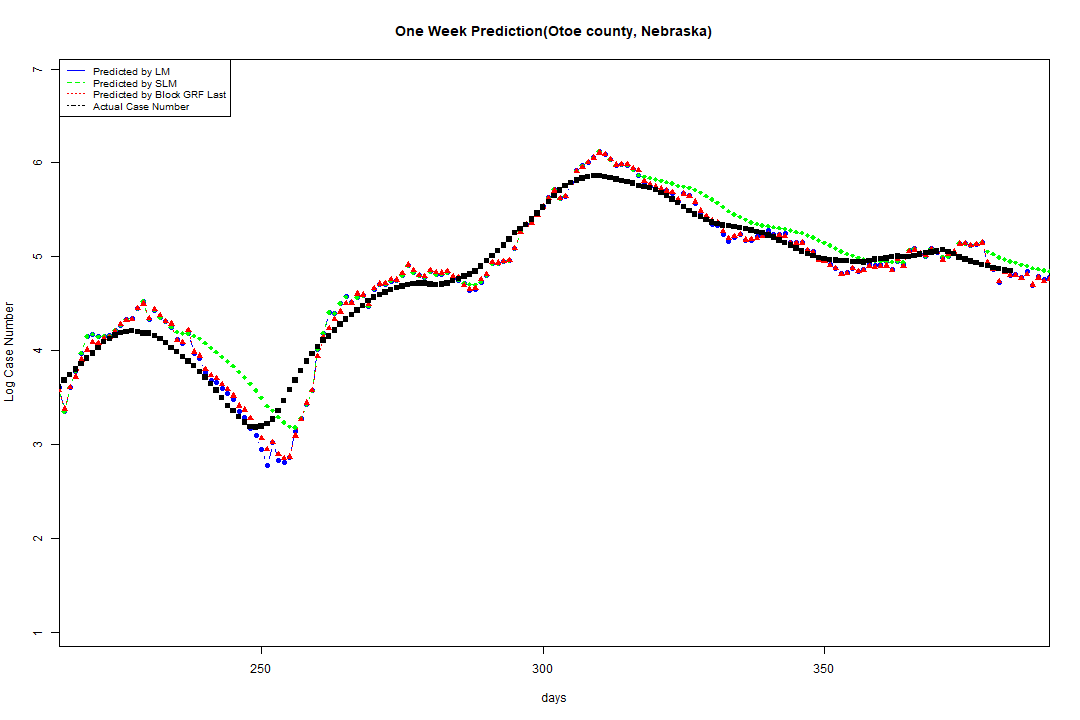 One Week Prediction(Otoe county, Nebraska)
Predicted by LM
Predicted by SLM
Predicted by Block GRF Last
Actual Case Number
7
6
5
4
3
2
1
Log Case Number
250 300 350
days